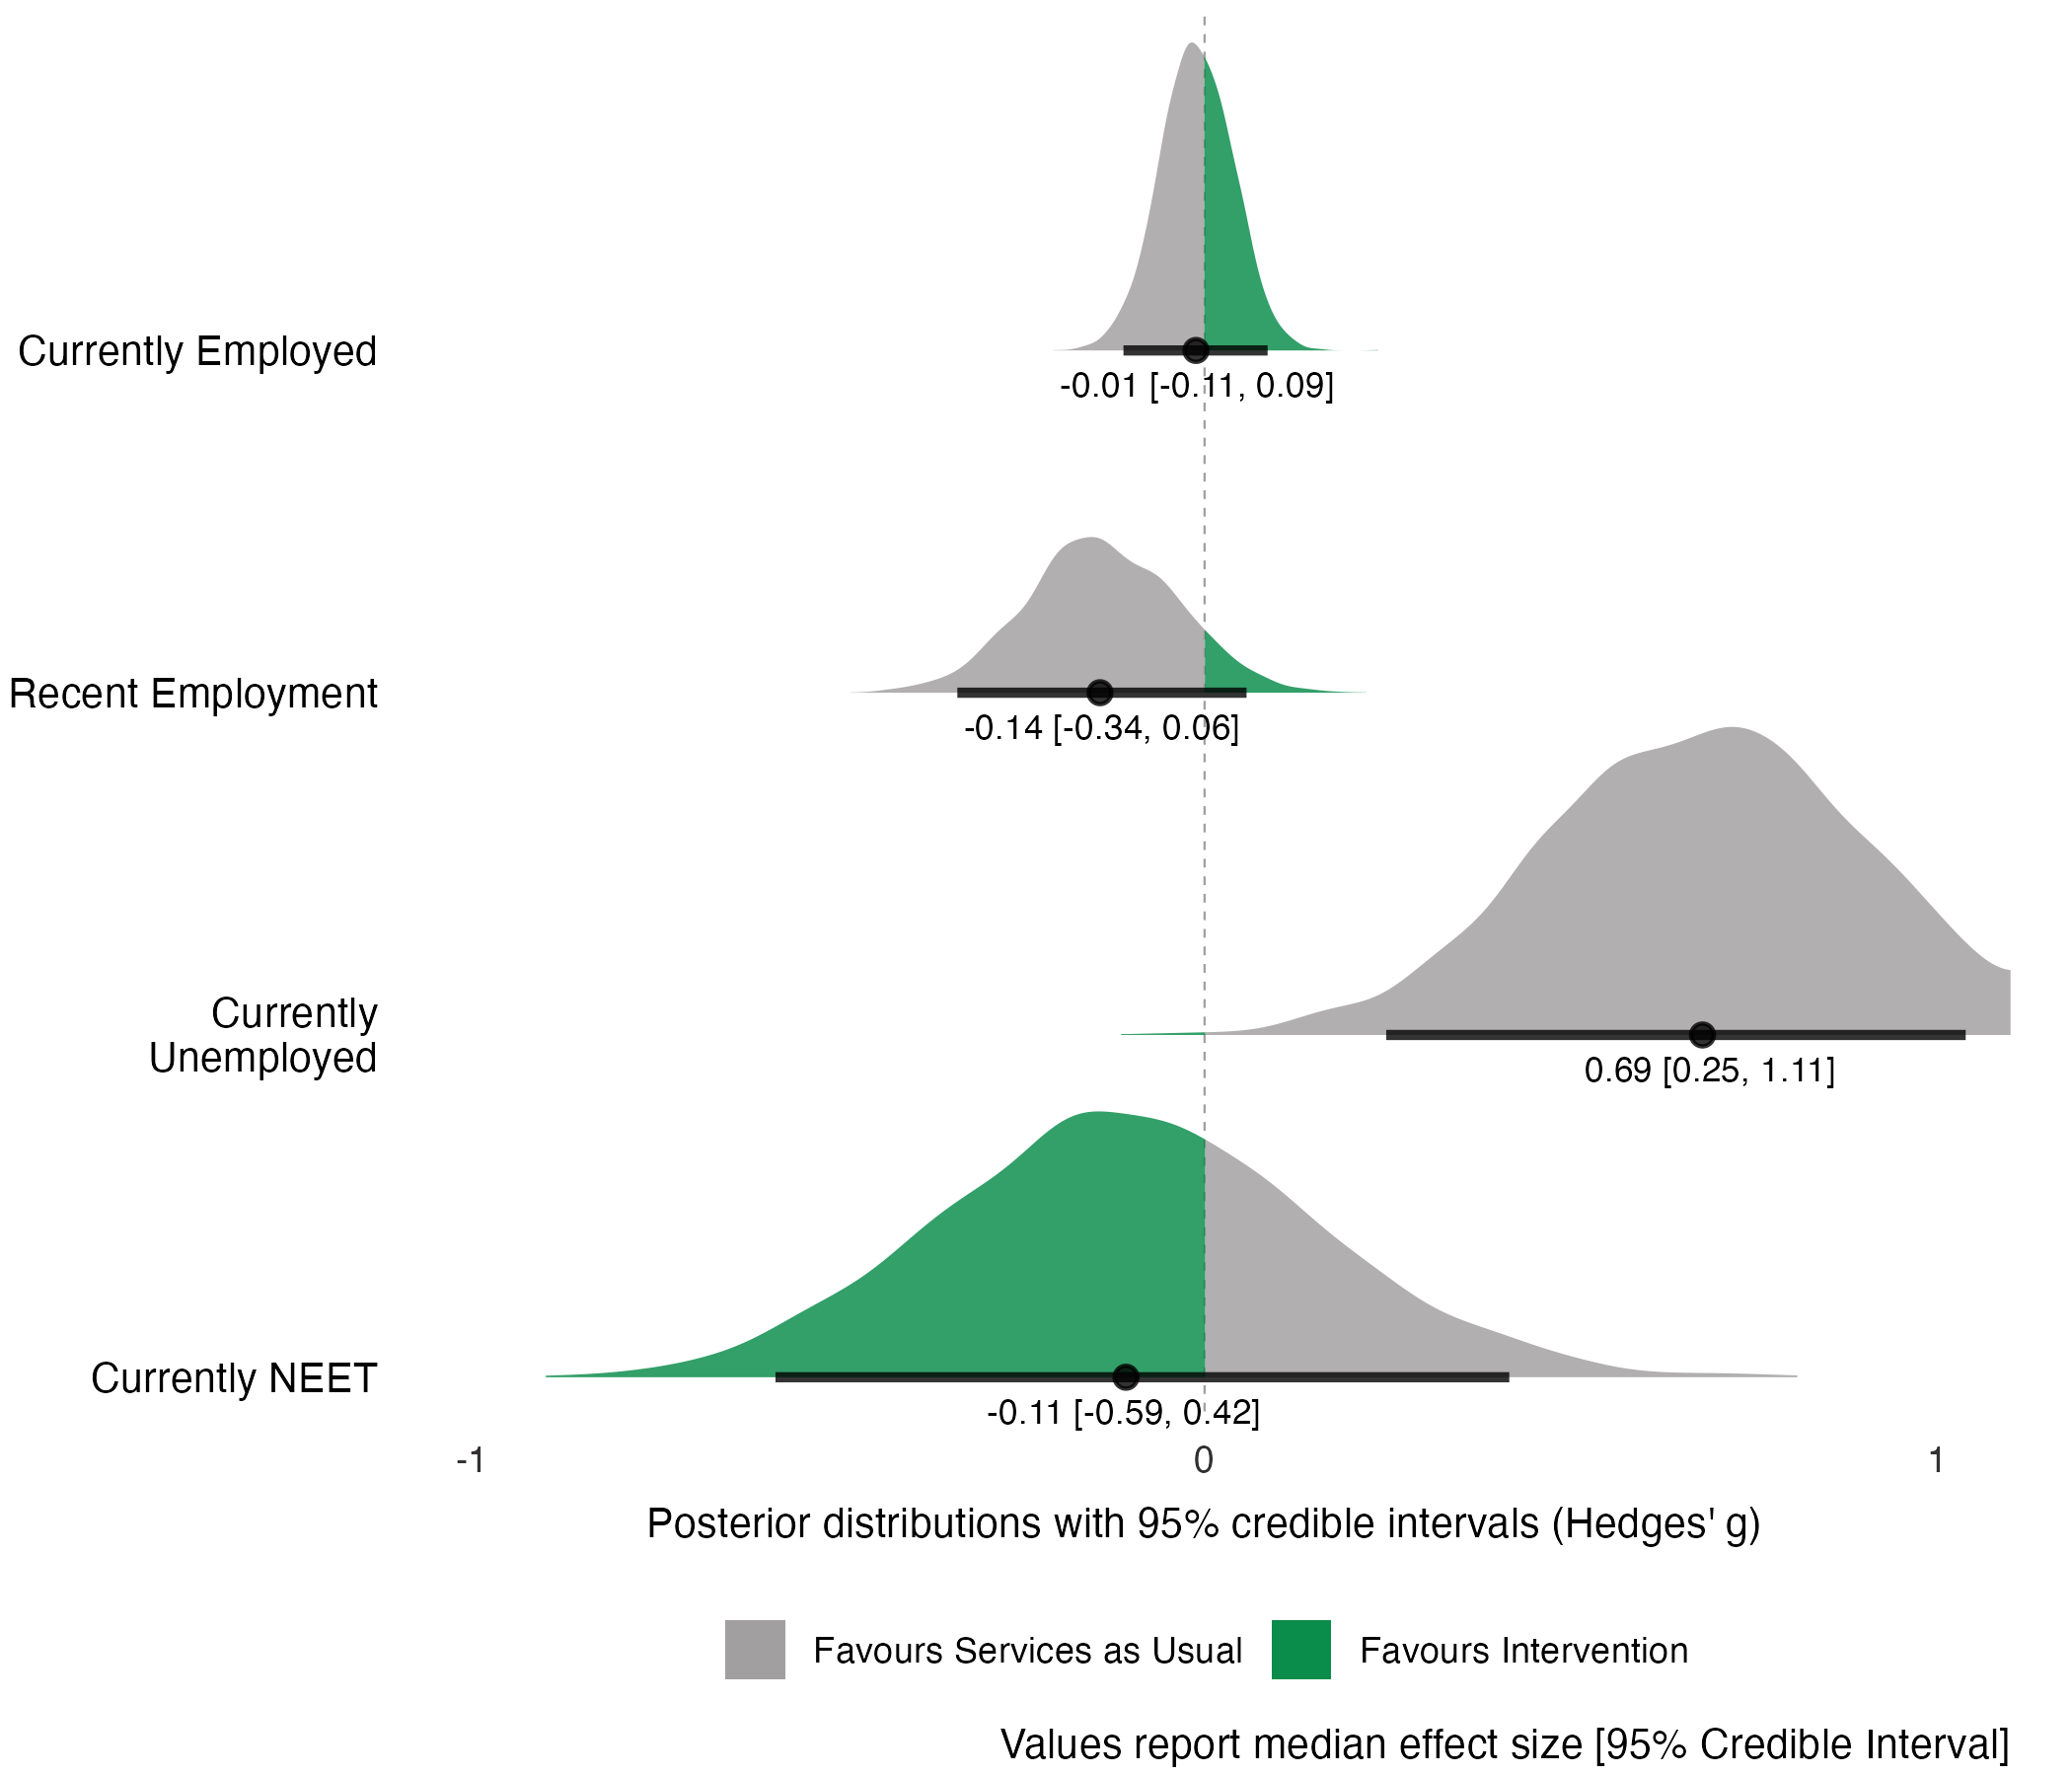 Currently Employed
-0.01 [-0.11, 0.09]
Recent Employment
-0.14 [-0.34, 0.06]
Currently
Unemployed
0.69 [0.25, 1.11]
Currently NEET
-0.11 [-0.59, 0.42]
-1 0 1
Posterior distributions with 95% credible intervals (Hedges' g)
Favours Services as Usual Favours Intervention
Values report median effect size [95% Credible Interval]